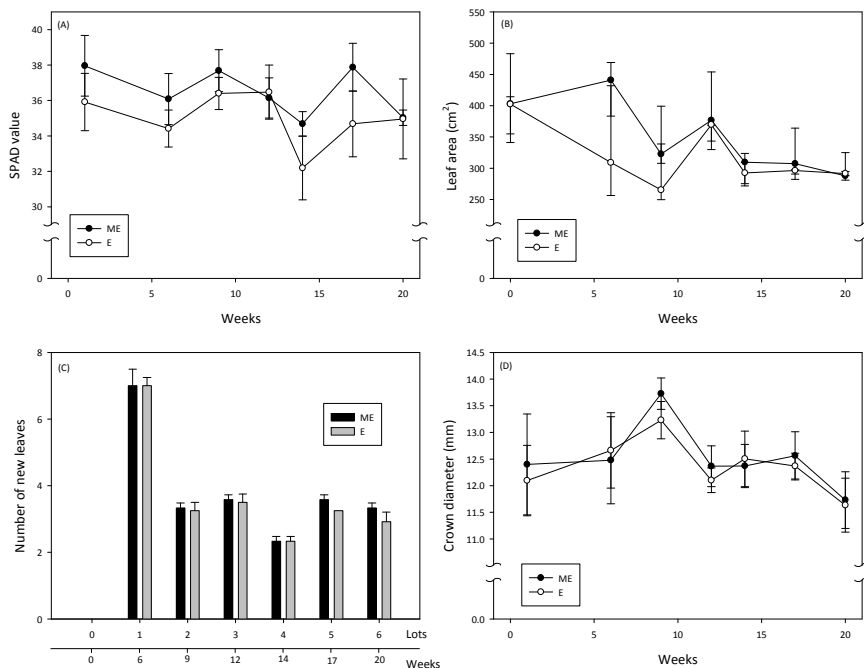 (A)
SPAD value
40
38
36
34
32
30
0
ME
E
0 5 10 15 20
Weeks
(B)
Leaf area (cm²)
550
500
450
400
350
300
250
0
ME
E
0 5 10 15 20
Weeks
(C)
Number of new leaves
8
6
4
2
0
ME
E
0 1 2 3 4 5 6 Lots
0 6 9 12 14 17 20 Weeks
(D)
Crown diameter (mm)
14.5
14.0
13.5
13.0
12.5
12.0
11.5
11.0
0.0
ME
E
0 5 10 15 20
Weeks